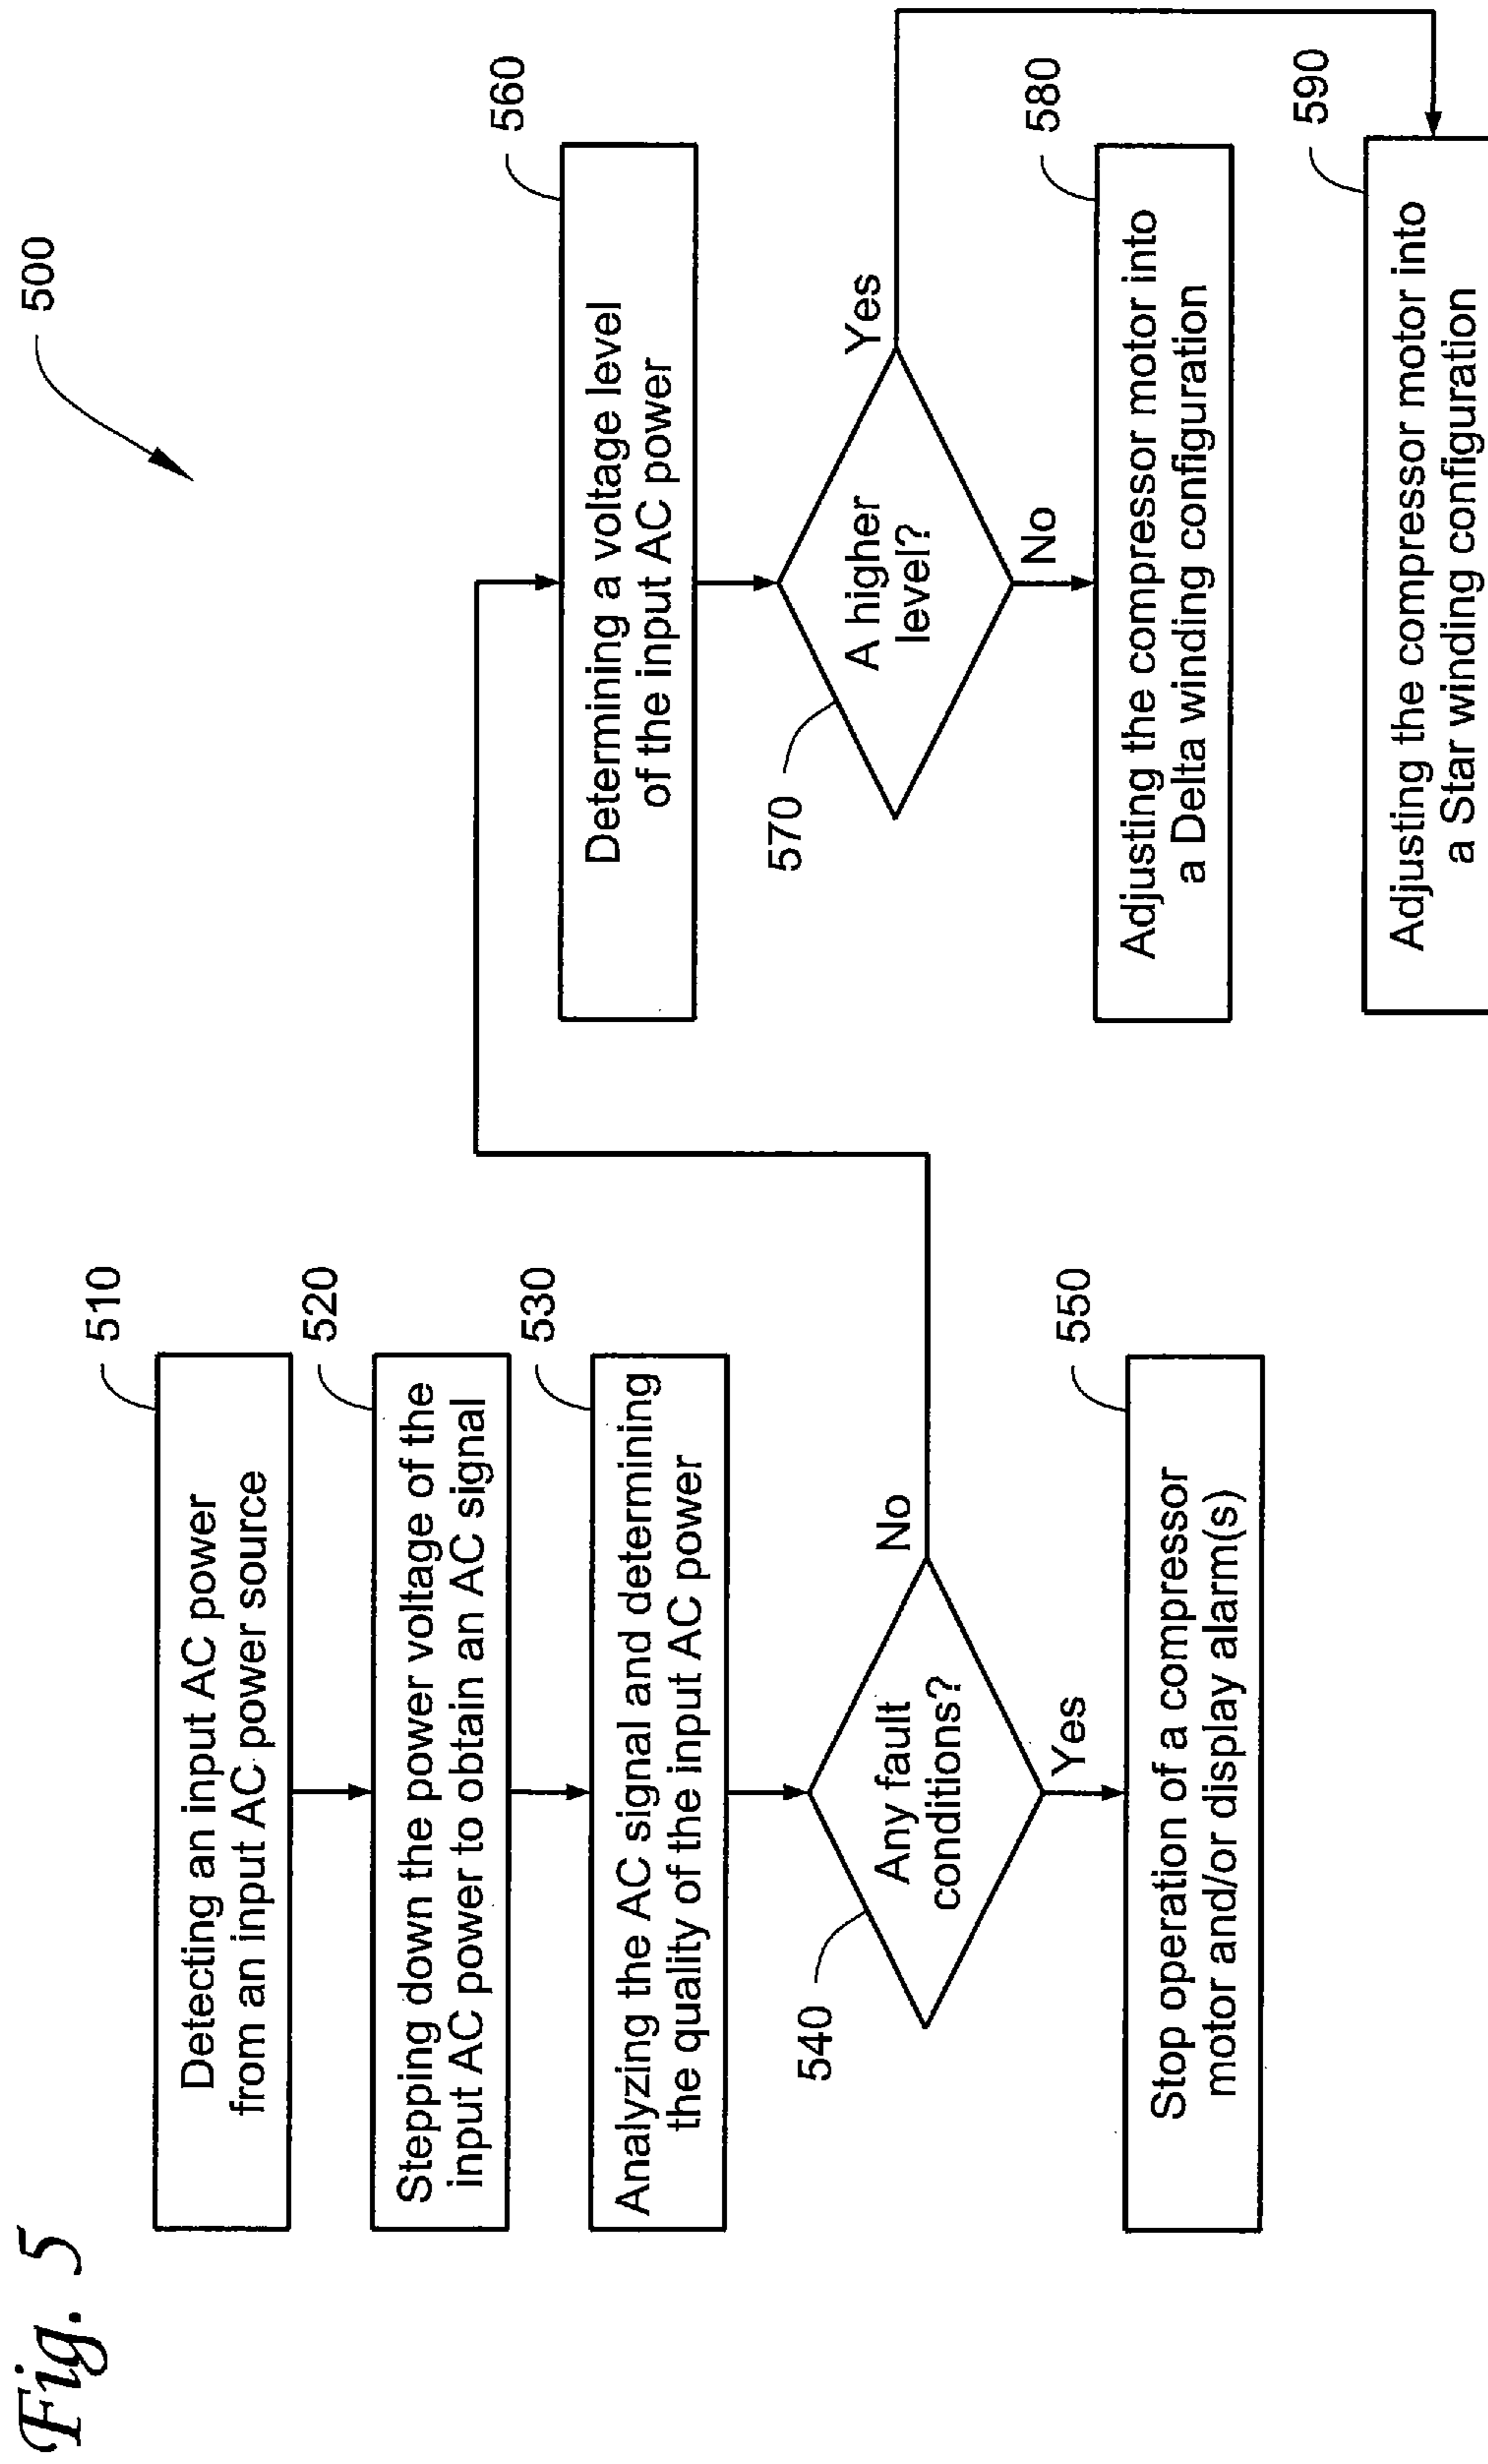 Fig. 5
500
510
Detecting an input AC power
from an input AC power source
520
Stepping down the power voltage of the
input AC power to obtain an AC signal
530
Analyzing the AC signal and determining
the quality of the input AC power
540
Any fault
conditions?
No
Yes
550
Stop operation of a compressor
motor and/or display alarm(s)
560
Determining a voltage level
of the input AC power
570
A higher
level?
Yes
No
580
Adjusting the compressor motor into
a Delta winding configuration
590
Adjusting the compressor motor into
a Star winding configuration